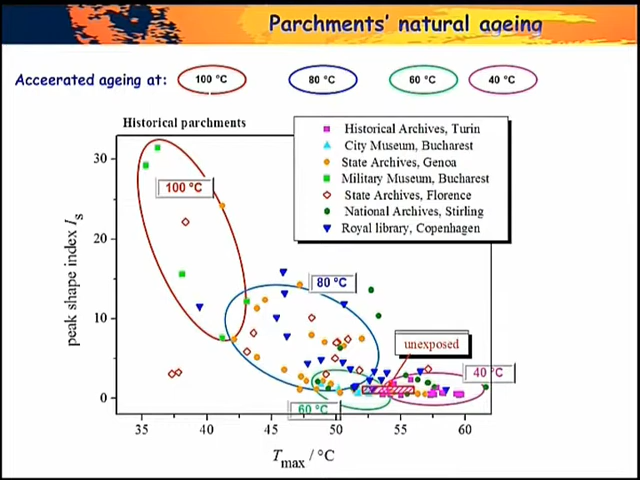 Parchments' natural ageing
Acceerated ageing at:
100 °C
80 °C
60 °C
40 °C
Historical parchments
Historical Archives, Turin
City Museum, Bucharest
State Archives, Genoa
Military Museum, Bucharest
State Archives, Florence
National Archives, Stirling
Royal library, Copenhagen
peak shape index Is
30
20
10
0
100 °C
80 °C
unexposed
40 °C
60 °C
35
40
45
50
55
60
Tmax / °C